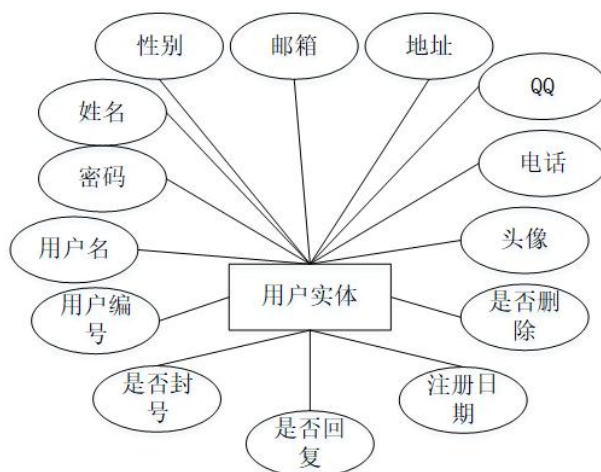 性别
邮箱
地址
姓名
QQ
密码
电话
用户名
头像
用户实体
用户编
号
是否删
除
是否封
号
注册日
期
是否回
复